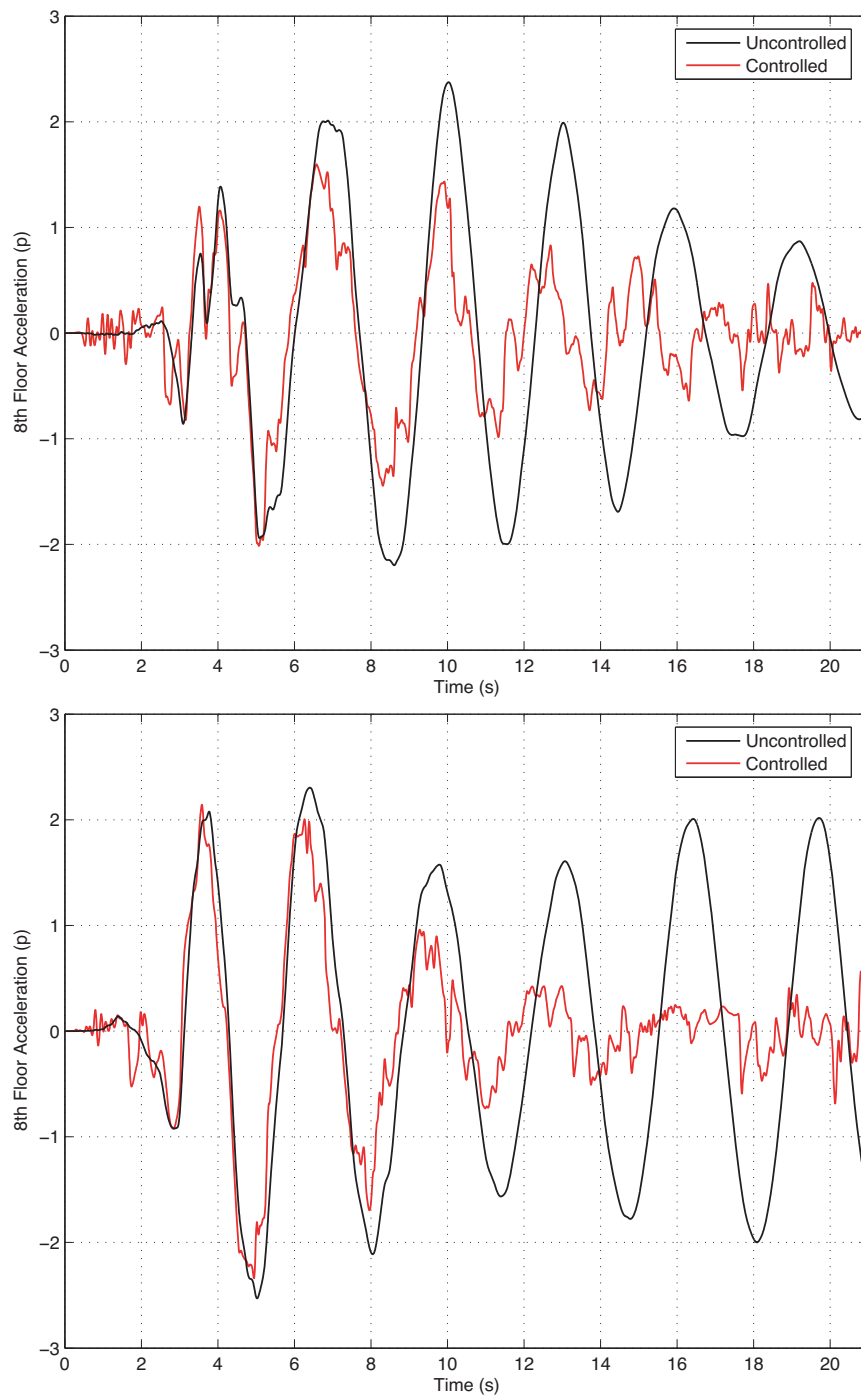 3
2
1
0
−1
−2
−3
8th Floor Acceleration (p)
Uncontrolled
Controlled
0 2 4 6 8 10 12 14 16 18 20
Time (s)
3
2
1
0
−1
−2
−3
8th Floor Acceleration (p)
Uncontrolled
Controlled
0 2 4 6 8 10 12 14 16 18 20
Time (s)